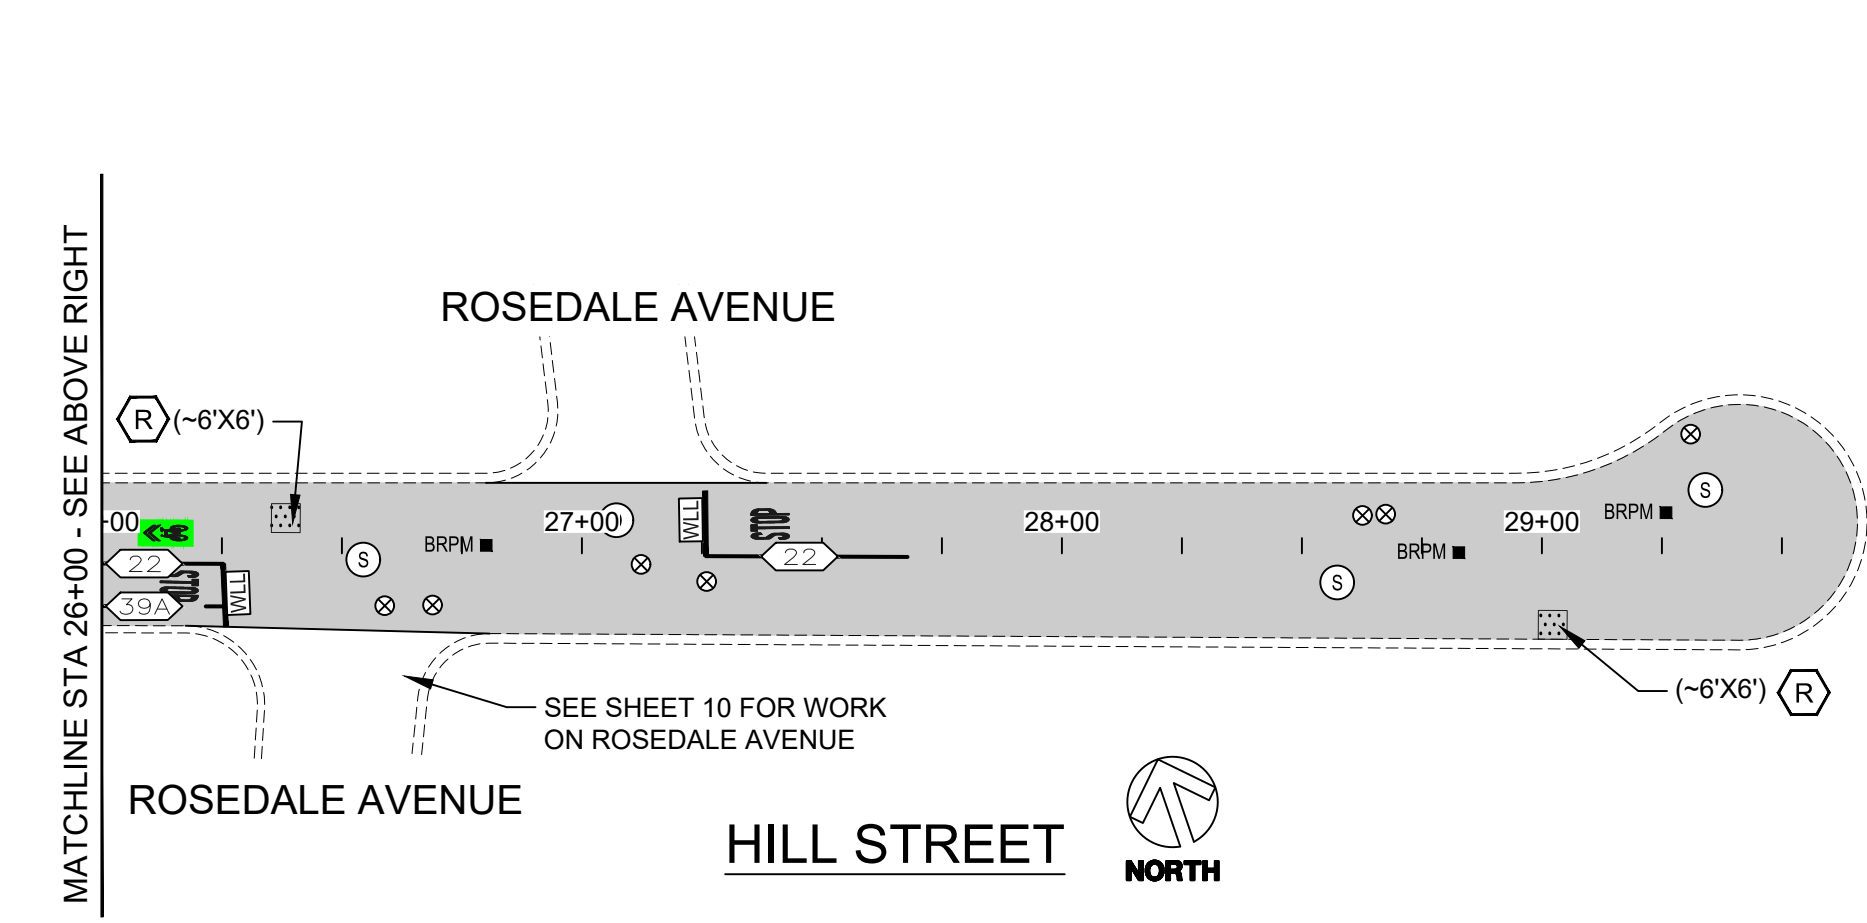 MATCHLINE STA 26+00 - SEE ABOVE RIGHT
ROSEDALE AVENUE
R (~6'X6')
+00
27+00
28+00
29+00
BRPM
BRPM
BRPM
WLL
STOP
22
S
S
S
22
STOP
WLL
39A
(~6'X6') R
SEE SHEET 10 FOR WORK
ON ROSEDALE AVENUE
ROSEDALE AVENUE
HILL STREET
NORTH